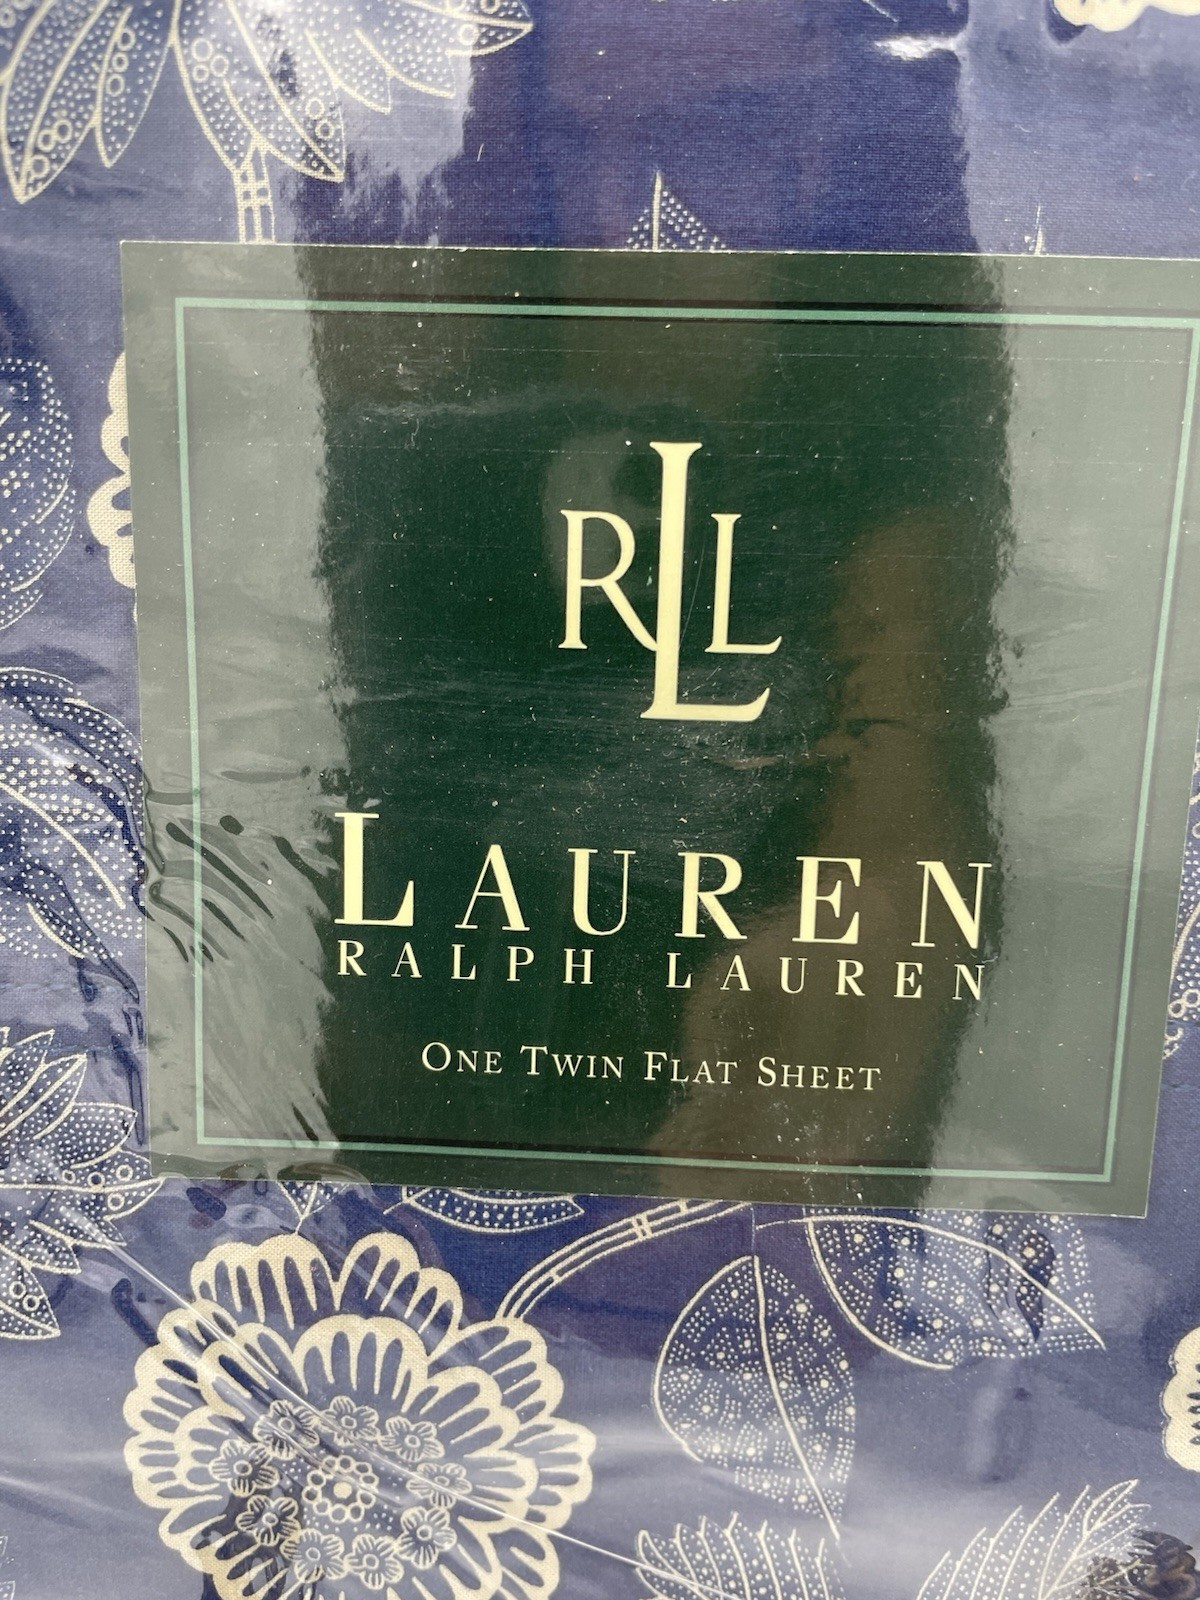 RLL
LAUREN
RALPH LAUREN
ONE TWIN FLAT SHEET